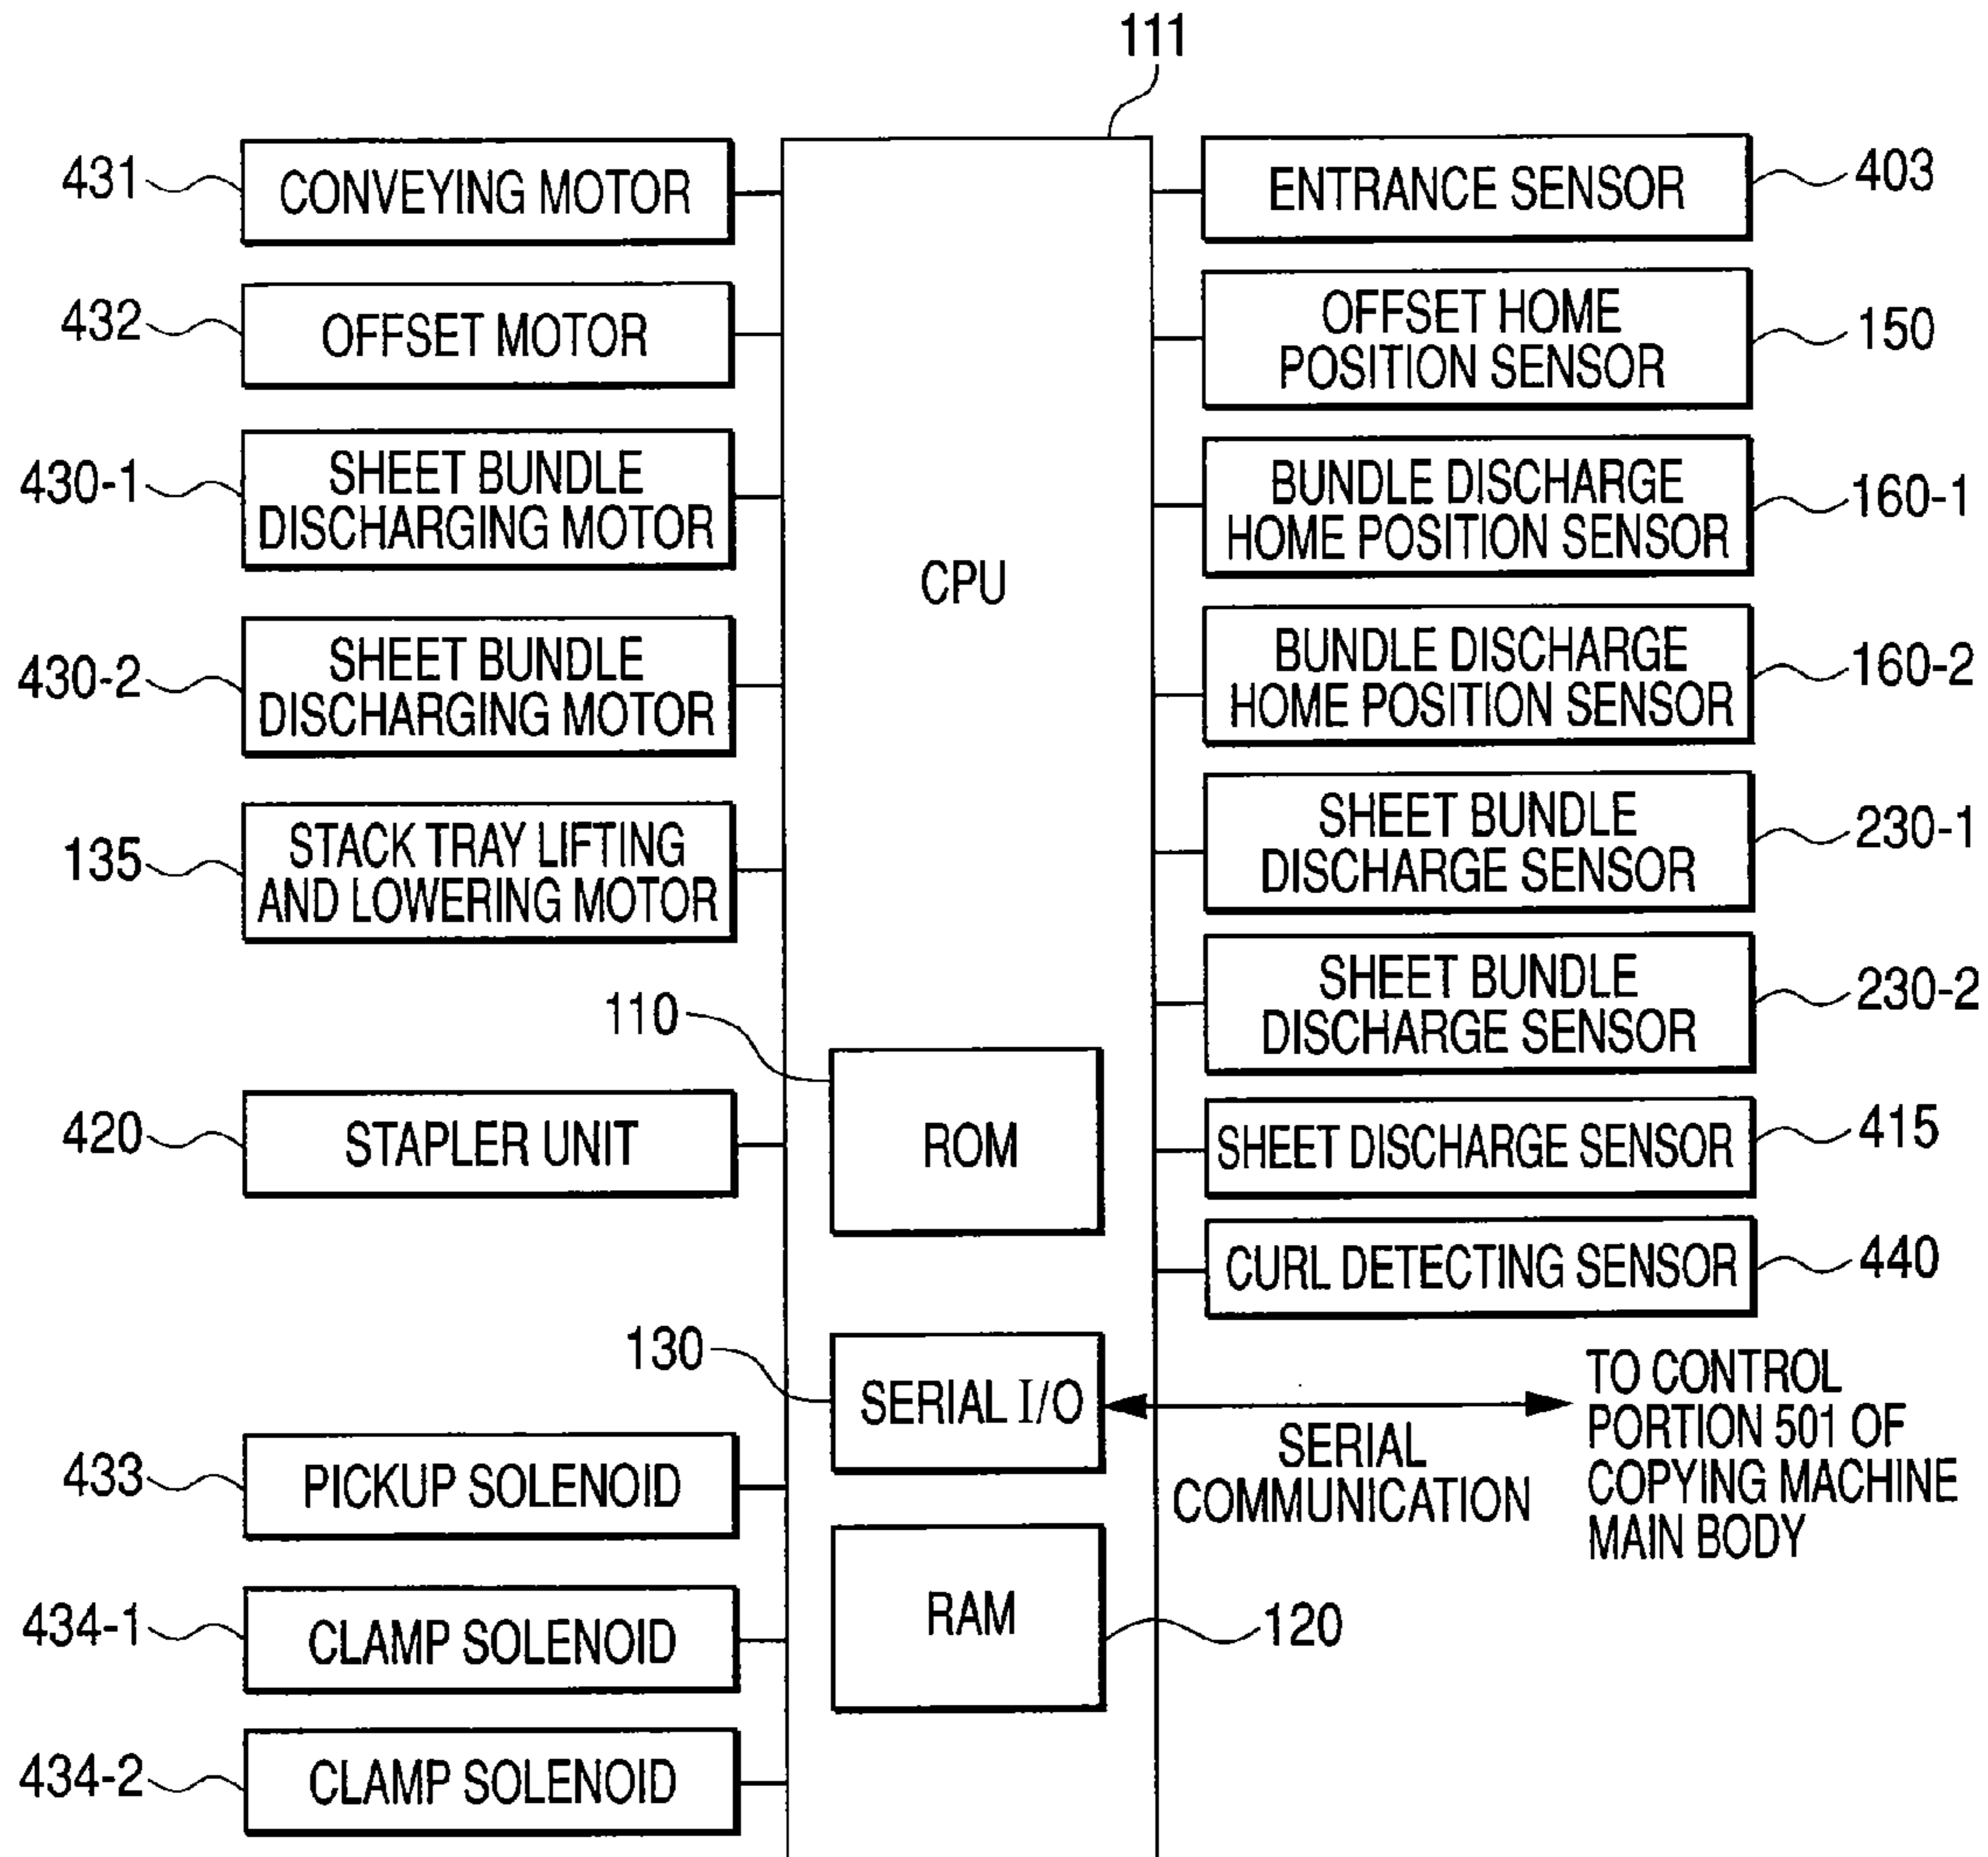 111
431
CONVEYING MOTOR
432
OFFSET MOTOR
430-1
SHEET BUNDLE
DISCHARGING MOTOR
430-2
SHEET BUNDLE
DISCHARGING MOTOR
135
STACK TRAY LIFTING
AND LOWERING MOTOR
420
STAPLER UNIT
433
PICKUP SOLENOID
434-1
CLAMP SOLENOID
434-2
CLAMP SOLENOID
CPU
110
ROM
130
SERIAL I/O
RAM
120
ENTRANCE SENSOR
403
OFFSET HOME
POSITION SENSOR
150
BUNDLE DISCHARGE
HOME POSITION SENSOR
160-1
BUNDLE DISCHARGE
HOME POSITION SENSOR
160-2
SHEET BUNDLE
DISCHARGE SENSOR
230-1
SHEET BUNDLE
DISCHARGE SENSOR
230-2
SHEET DISCHARGE SENSOR
415
CURL DETECTING SENSOR
440
SERIAL
COMMUNICATION
TO CONTROL
PORTION 501 OF
COPYING MACHINE
MAIN BODY